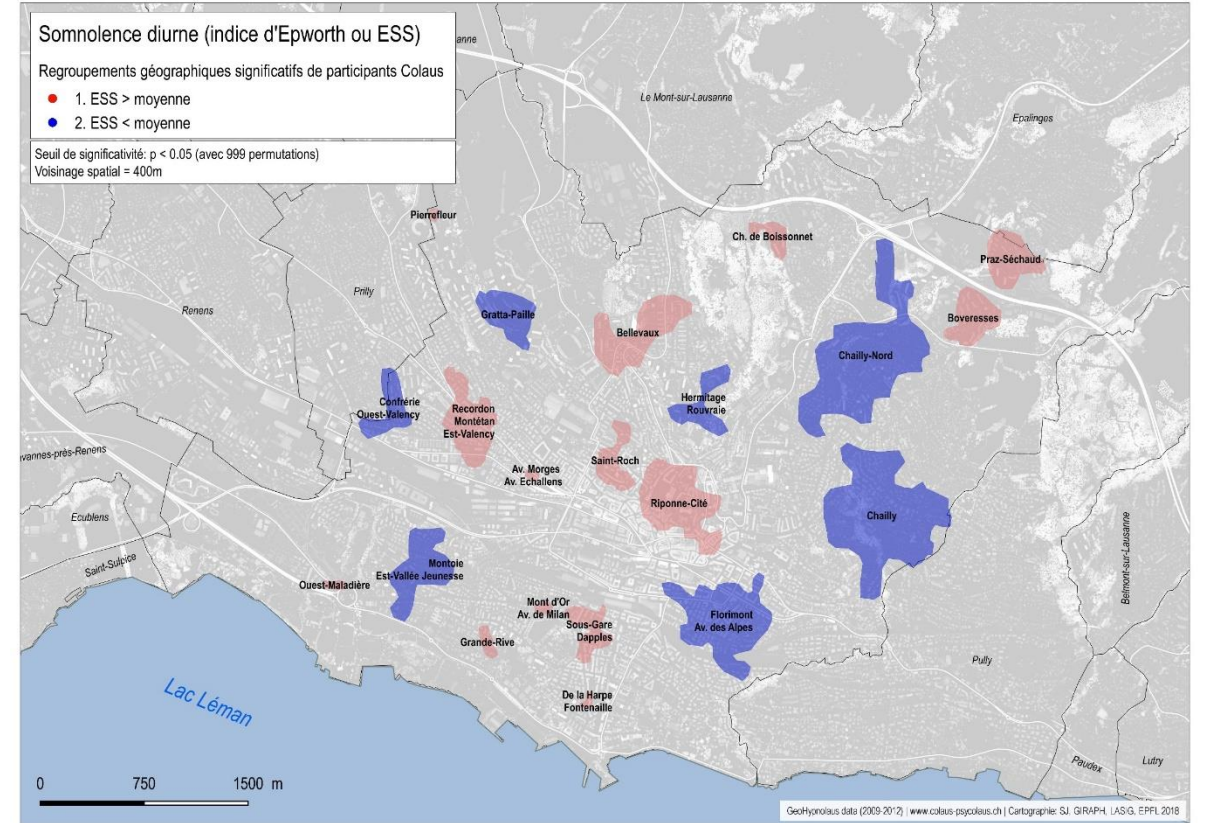 Somnolence diurne (indice d'Epworth ou ESS)
Regroupements géographiques significatifs de participants Colaus
1. ESS > moyenne
2. ESS < moyenne
Seuil de significativité: p < 0.05 (avec 999 permutations)
Voisinage spatial = 400m
anne
Le Mont-sur-Lausanne
Epalinges
Pierrefleur
Ch. de Boissonnet
Praz-Séchaud
Prilly
Renens
Gratta-Paille
Bellevaux
Boveresses
Chailly-Nord
Confrérie
Ouest-Valency
Recordon
Montétan
Est-Valency
Hermitage
Rouvraie
avannes-près-Renens
Av. Morges
Av. Echallens
Saint-Roch
Riponne-Cité
Ecublens
Chailly
Saint-Sulpice
Ouest-Maladière
Montoie
Est-Vallée Jeunesse
Belmont-sur-Lausanne
Mont d'Or
Av. de Milan
Sous-Gare
Dapples
Florimont
Av. des Alpes
Grande-Rive
Pully
Lac Léman
De la Harpe
Fontenaille
Paudex
Lutry
0 750 1500 m
GeoHypnolaus data (2009-2012) | www.colaus-psycolaus.ch | Cartographie: SJ, GIRAPH, LASIG, EPFL 2018